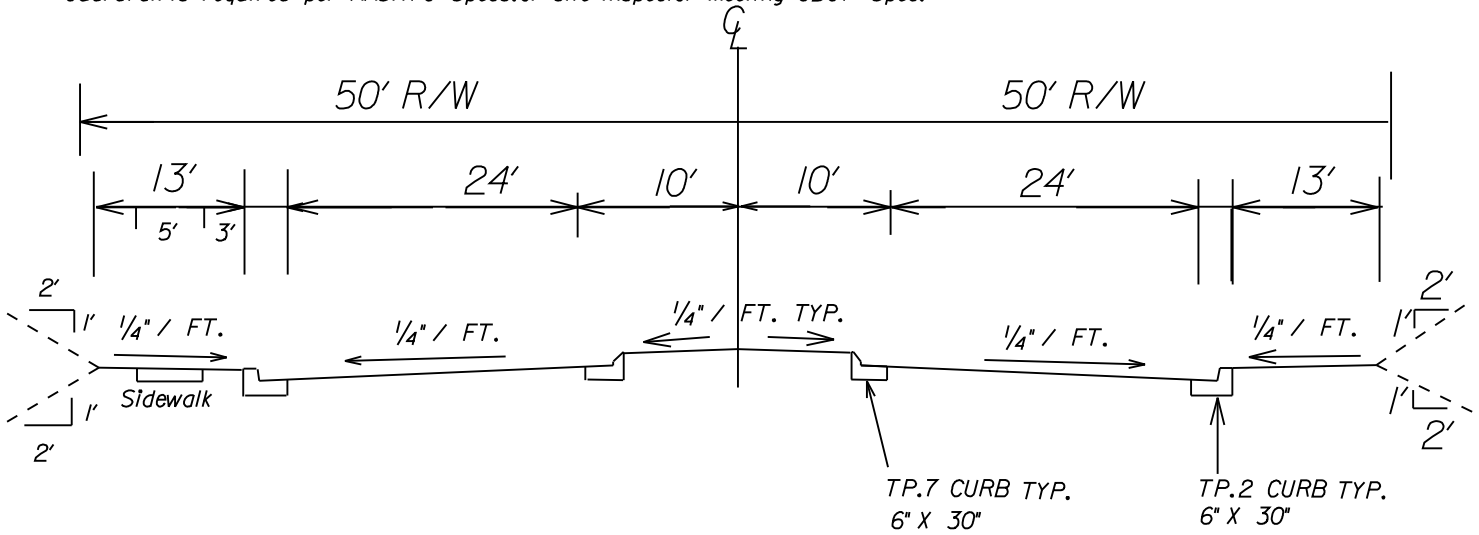 CL
50' R/W 50' R/W
13' 24' 10' 10' 24' 13'
5' 3'
2' 2'
1' 1/4" / FT. 1/4" / FT. 1/4" / FT. TYP. 1/4" / FT. 1/4" / FT. 1'
Sidewalk
1' 1'
2' 2'
TP.7 CURB TYP. TP.2 CURB TYP.
6" X 30" 6" X 30"